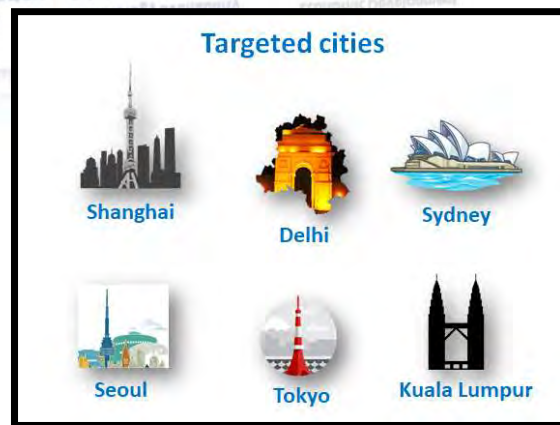 Targeted cities
Shanghai
Delhi
Sydney
Seoul
Tokyo
Kuala Lumpur